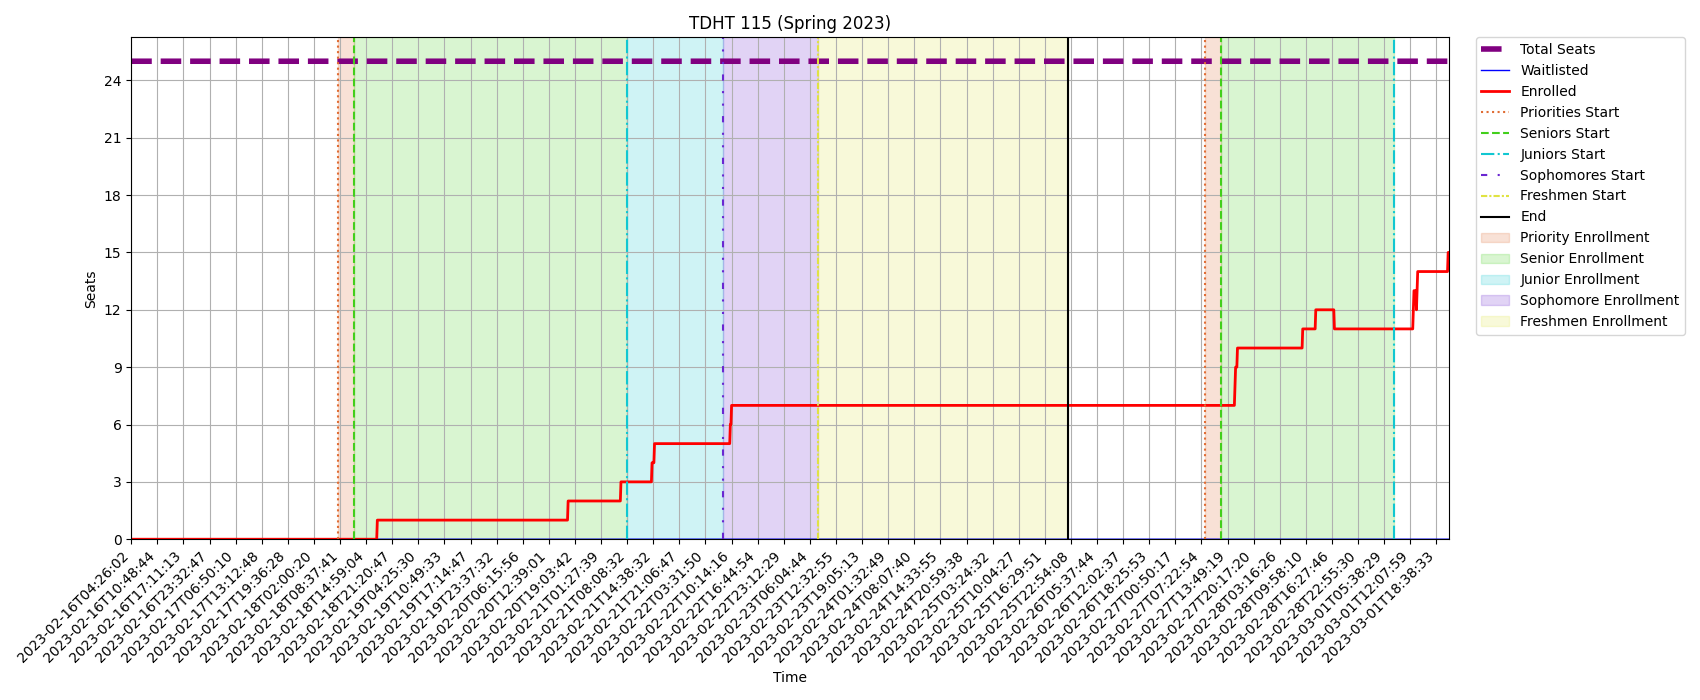 TDHT 115 (Spring 2023)
Seats
24
21
18
15
12
9
6
3
0
2023-02-16T04:26:02
2023-02-16T10:48:44
2023-02-16T17:11:13
2023-02-16T23:32:47
2023-02-17T06:50:10
2023-02-17T13:12:48
2023-02-17T19:36:28
2023-02-18T02:00:20
2023-02-18T08:37:41
2023-02-18T14:59:04
2023-02-18T21:20:47
2023-02-19T04:25:30
2023-02-19T10:49:33
2023-02-19T17:14:47
2023-02-19T23:37:32
2023-02-20T06:15:56
2023-02-20T12:39:01
2023-02-20T19:03:42
2023-02-21T01:27:39
2023-02-21T08:08:32
2023-02-21T14:38:32
2023-02-21T21:06:47
2023-02-22T03:31:50
2023-02-22T10:14:16
2023-02-22T16:44:54
2023-02-22T23:12:29
2023-02-23T06:04:44
2023-02-23T12:32:55
2023-02-23T19:05:13
2023-02-24T01:32:49
2023-02-24T08:07:40
2023-02-24T14:33:55
2023-02-24T20:59:38
2023-02-25T03:24:32
2023-02-25T10:04:27
2023-02-25T16:29:51
2023-02-25T22:54:08
2023-02-26T05:37:44
2023-02-26T12:02:37
2023-02-26T18:25:53
2023-02-27T00:50:17
2023-02-27T07:22:54
2023-02-27T13:49:19
2023-02-27T20:17:20
2023-02-28T03:16:26
2023-02-28T09:58:10
2023-02-28T16:27:46
2023-02-28T22:55:30
2023-03-01T05:38:29
2023-03-01T12:07:59
2023-03-01T18:38:33
Time
Total Seats
Waitlisted
Enrolled
Priorities Start
Seniors Start
Juniors Start
Sophomores Start
Freshmen Start
End
Priority Enrollment
Senior Enrollment
Junior Enrollment
Sophomore Enrollment
Freshmen Enrollment